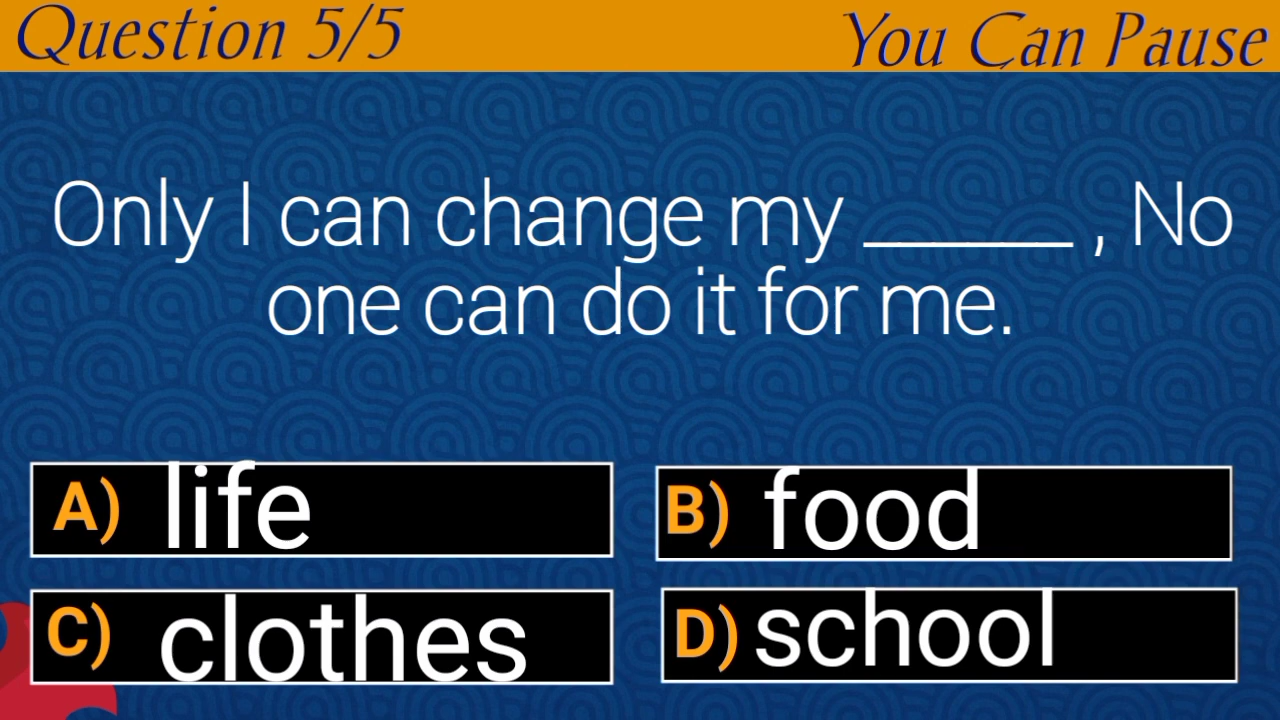 Question 5/5
You Can Pause
Only I can change my ______ , No
one can do it for me.
A) life
B) food
C) clothes
D) school